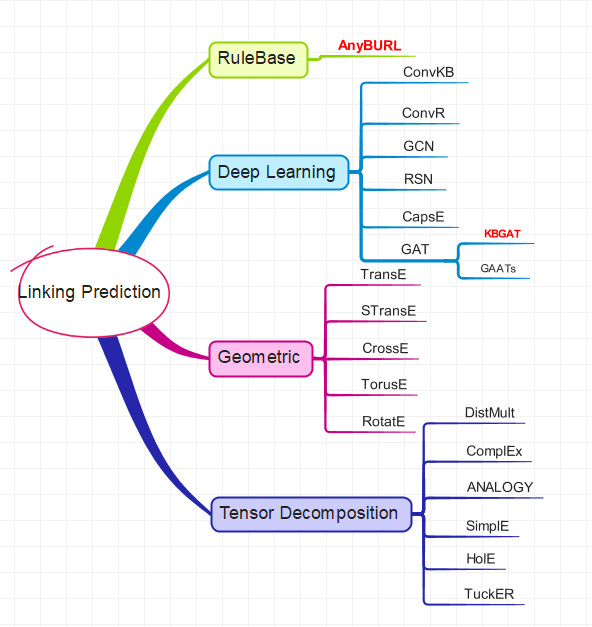 Linking Prediction
RuleBase
AnyBURL
Deep Learning
ConvKB
ConvR
GCN
RSN
CapsE
GAT
KBGAT
GAATs
Geometric
TransE
STransE
CrossE
TorusE
RotatE
Tensor Decomposition
DistMult
ComplEx
ANALOGY
SimplE
HolE
TuckER